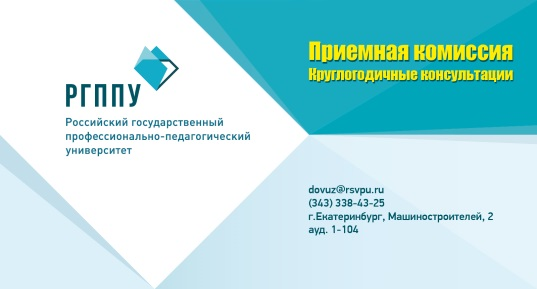 Приемная комиссия
Круглогодичные консультации
РГППУ
Российский государственный
профессионально-педагогический
университет
dovuz@rsvpu.ru
(343) 338-43-25
г.Екатеринбург, Машиностроителей, 2
ауд. 1-104